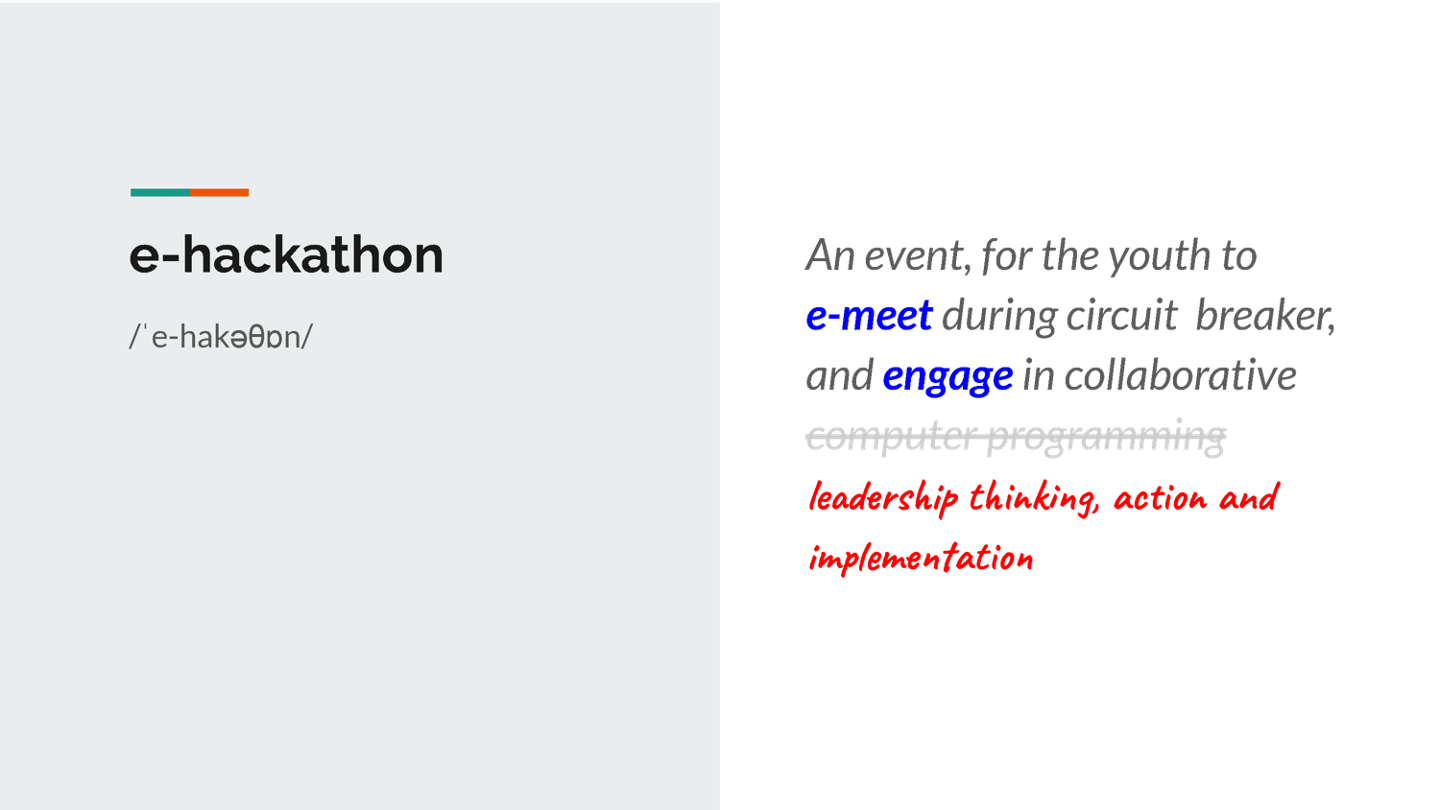 e-hackathon
/ˈ e-hakəθɒn/
An event, for the youth to
e-meet during circuit  breaker,
and engage in collaborative
computer programming
leadership thinking, action and
implementation